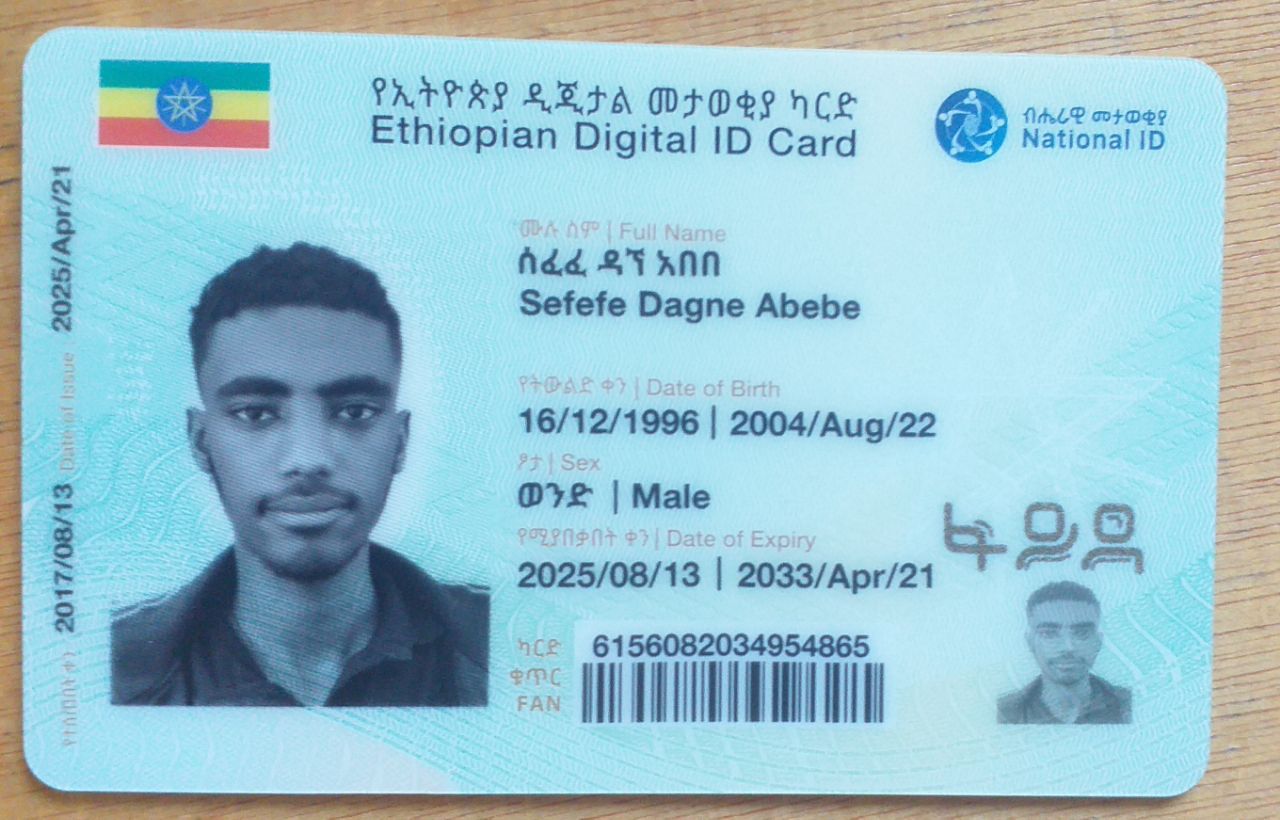 የኢትዮጵያ ዲጂታል መታወቂያ ካርድ
Ethiopian Digital ID Card
ብሔራዊ መታወቂያ
National ID
ሙሉ ስም | Full Name
ሰፈፈ ዳኘ አበበ
Sefefe Dagne Abebe
የትውልድ ቀን | Date of Birth
16/12/1996 | 2004/Aug/22
ፆታ | Sex
ወንድ | Male
የሚያበቃበት ቀን | Date of Expiry
2025/08/13 | 2033/Apr/21
ፋይዳ
ካርድ
ቁጥር
FAN
6156082034954865
የተሰጠበት ቀን 2017/08/13 Date of Issue 2025/Apr/21